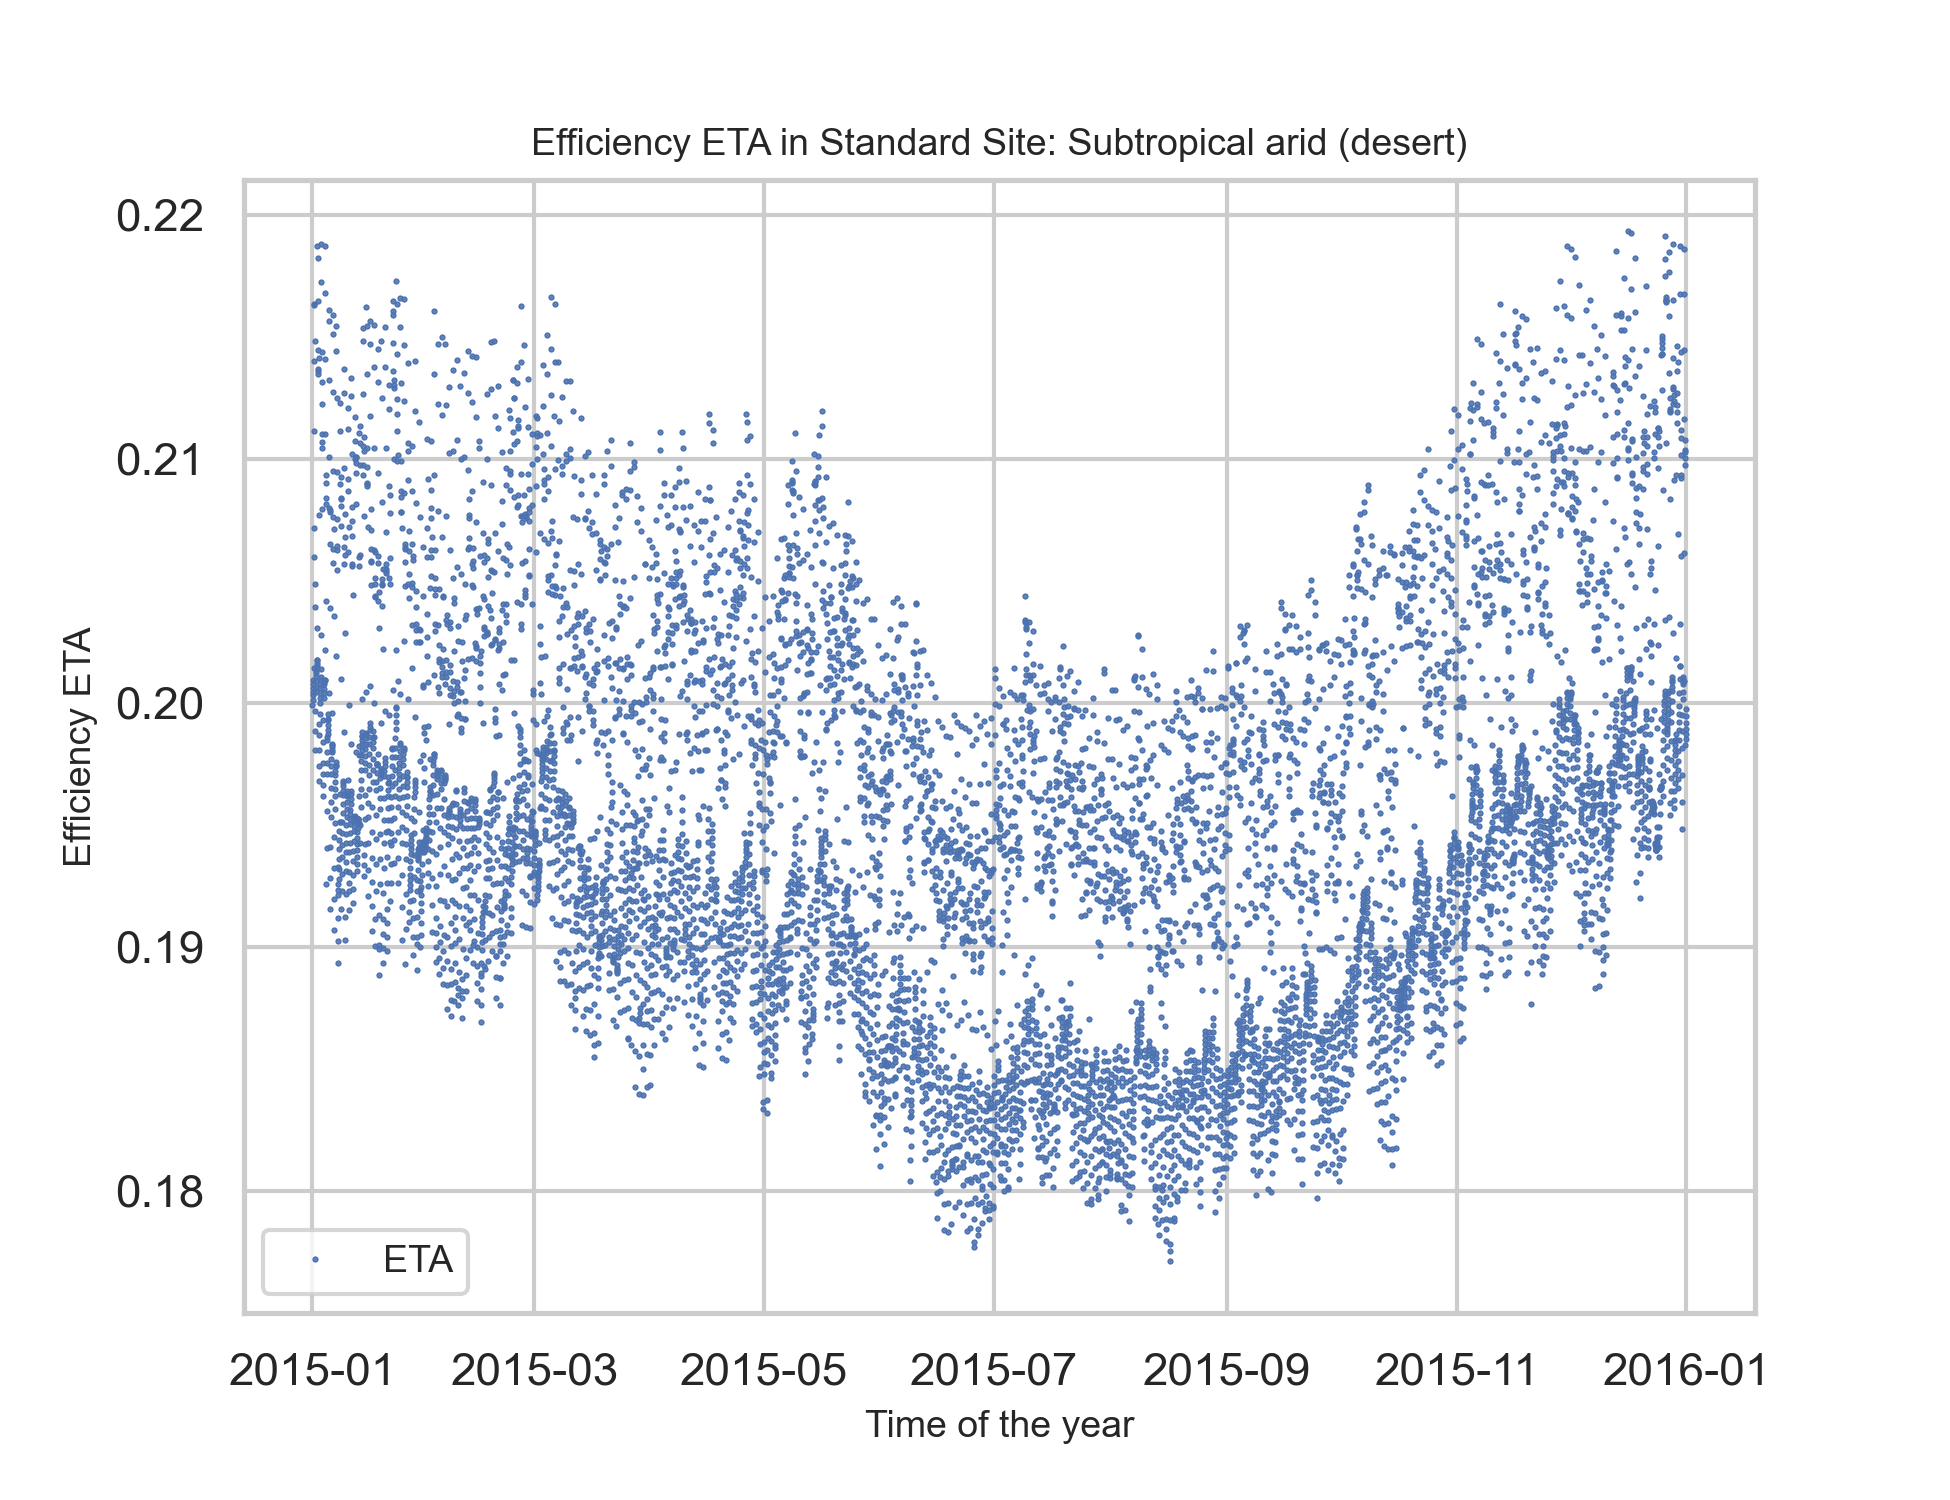 Efficiency ETA in Standard Site: Subtropical arid (desert)
0.22
0.21
0.20
0.19
0.18
Efficiency ETA
ETA
2015-01 2015-03 2015-05 2015-07 2015-09 2015-11 2016-01
Time of the year